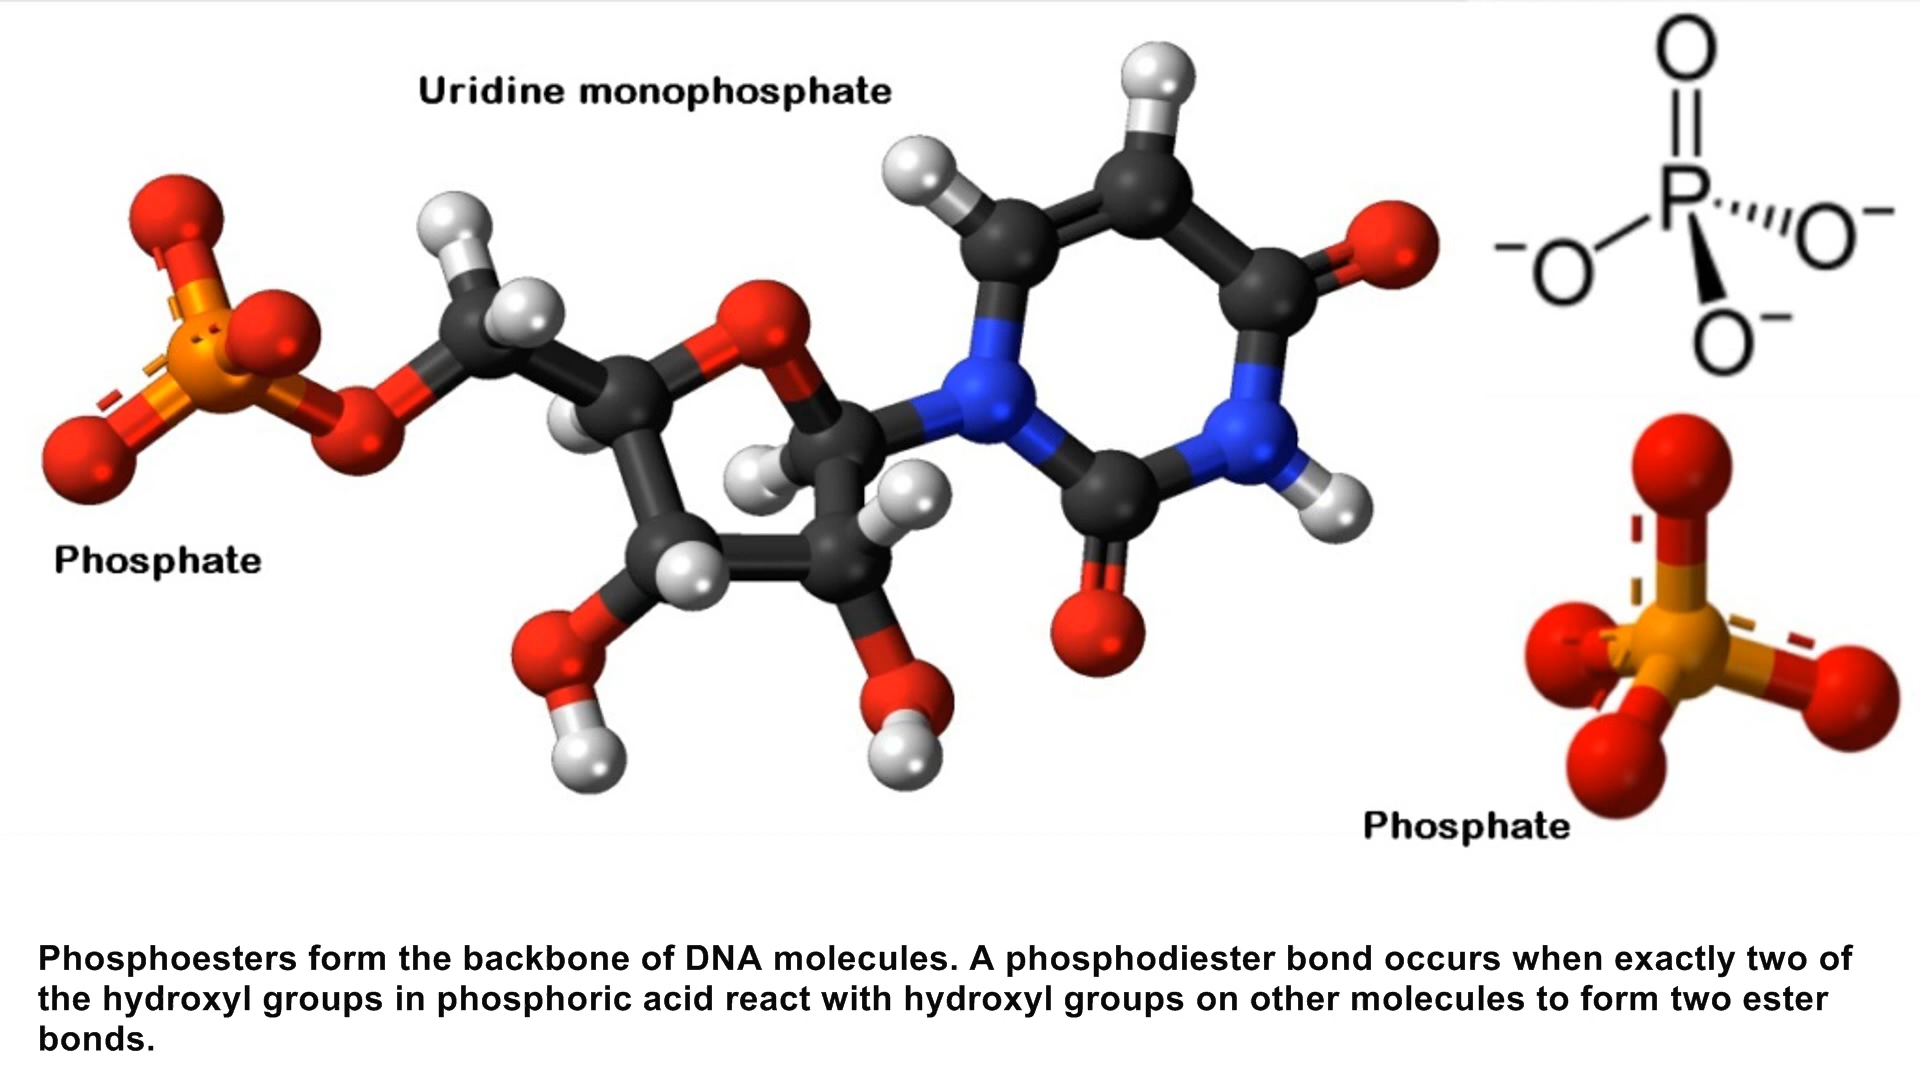 Uridine monophosphate
O
P
⁻O
O⁻
O⁻
Phosphate
Phosphate
Phosphoesters form the backbone of DNA molecules. A phosphodiester bond occurs when exactly two of
the hydroxyl groups in phosphoric acid react with hydroxyl groups on other molecules to form two ester
bonds.